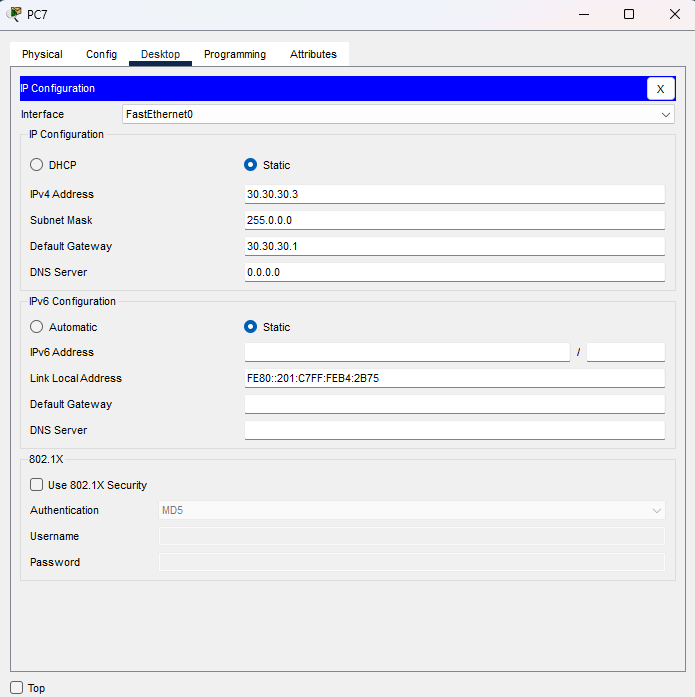 PC7
Physical Config Desktop Programming Attributes
IP Configuration X
Interface FastEthernet0
IP Configuration
DHCP Static
IPv4 Address 30.30.30.3
Subnet Mask 255.0.0.0
Default Gateway 30.30.30.1
DNS Server 0.0.0.0
IPv6 Configuration
Automatic Static
IPv6 Address /
Link Local Address FE80::201:C7FF:FEB4:2B75
Default Gateway
DNS Server
802.1X
Use 802.1X Security
Authentication MD5
Username
Password
Top